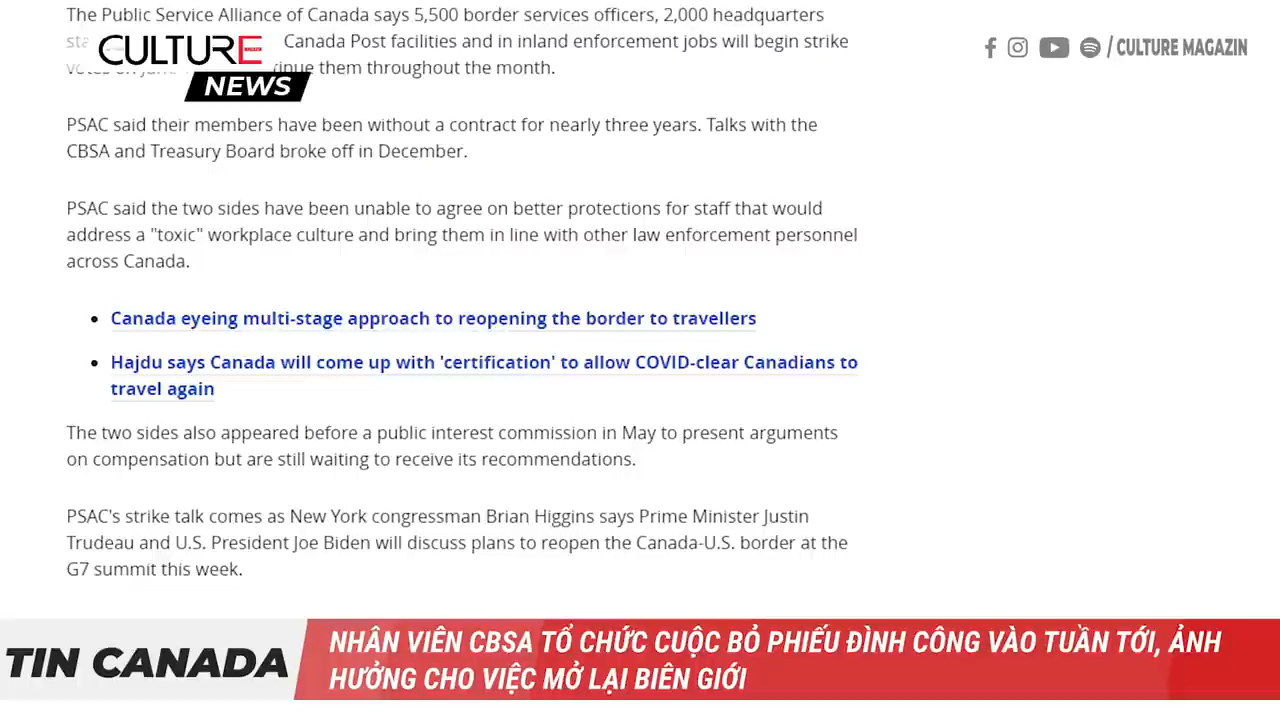 The Public Service Alliance of Canada says 5,500 border services officers, 2,000 headquarters
Canada Post facilities and in inland enforcement jobs will begin strike
them throughout the month.
CULTURE
NEWS
/ CULTURE MAGAZIN
PSAC said their members have been without a contract for nearly three years. Talks with the
CBSA and Treasury Board broke off in December.
PSAC said the two sides have been unable to agree on better protections for staff that would
address a "toxic" workplace culture and bring them in line with other law enforcement personnel
across Canada.
• Canada eyeing multi-stage approach to reopening the border to travellers
• Hajdu says Canada will come up with 'certification' to allow COVID-clear Canadians to
travel again
The two sides also appeared before a public interest commission in May to present arguments
on compensation but are still waiting to receive its recommendations.
PSAC's strike talk comes as New York congressman Brian Higgins says Prime Minister Justin
Trudeau and U.S. President Joe Biden will discuss plans to reopen the Canada-U.S. border at the
G7 summit this week.
TIN CANADA
NHÂN VIÊN CBSA TỔ CHỨC CUỘC BỎ PHIẾU ĐÌNH CÔNG VÀO TUẦN TỚI, ẢNH
HƯỞNG CHO VIỆC MỞ LẠI BIÊN GIỚI